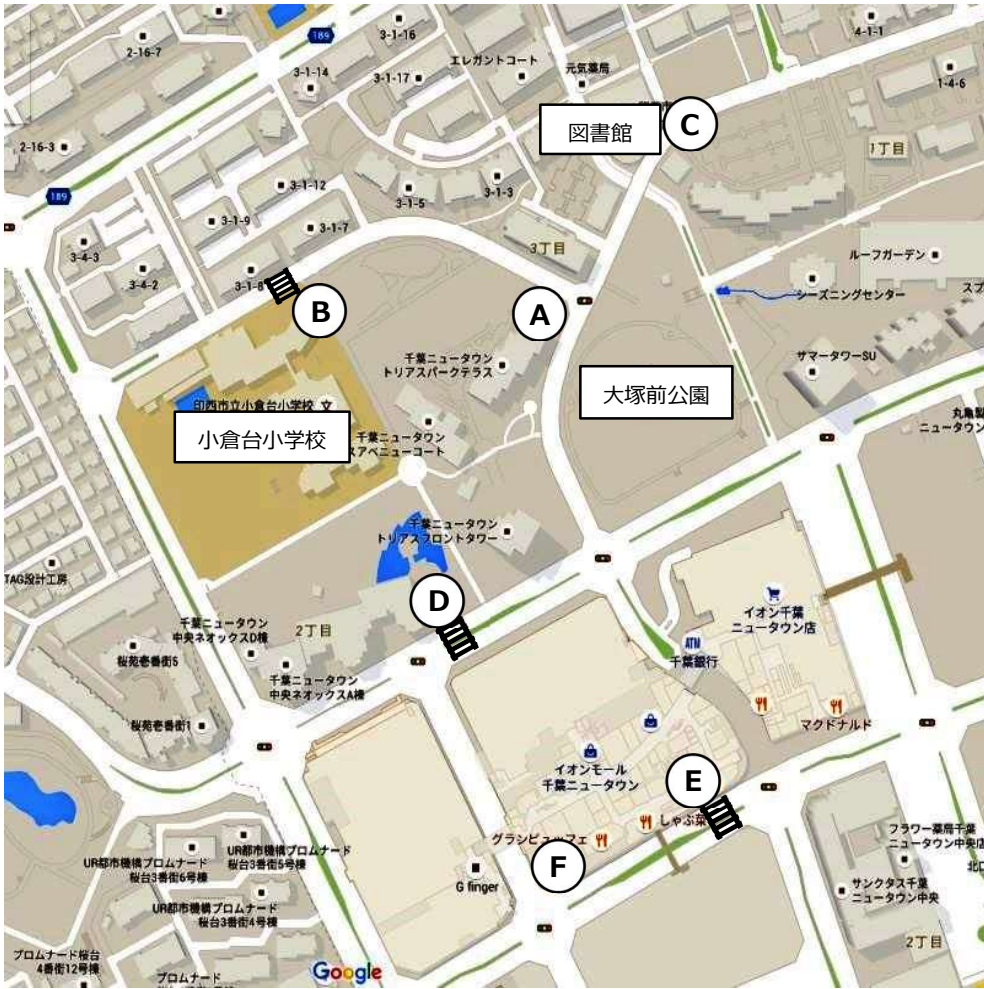 189
3-1-16
4-1-1
2-16-7
3-1-14
3-1-17
エレガントコート
元気薬局
1-4-6
C
図書館
1丁目
2-16-3
189
3-1-12
3-1-3
3-1-5
3-1-9
3-1-7
3丁目
3-4-3
3-4-2
3-1-8
ルーフガーデン
シーズニングセンター
B
A
千葉ニュータウン
トリアスパークテラス
サマータワーSU
大塚前公園
印西市立小倉台小学校 文
小倉台小学校
千葉ニュータウン
スアベニューコート
丸亀製
ニュータウン
千葉ニュータウン
トリアスフロントタワー
TAG設計工房
D
イオン千葉
ニュータウン店
千葉ニュータウン
中央ネオックスD棟
2丁目
ATM
千葉銀行
桜苑壱番街5
千葉ニュータウン
中央ネオックスA棟
桜苑壱番街1
マクドナルド
イオンモール
千葉ニュータウン
E
しゃぶ菜
グランビュッフェ
F
G finger
UR都市機構プロムナード
桜台3番街6号棟
UR都市機構プロムナード
桜台3番街5号棟
UR都市機構プロムナード
桜台3番街4号棟
フラワー薬局千葉
ニュータウン中央店
北口
サンクタス千葉
ニュータウン中央
2丁目
プロムナード桜台
4番街12号棟
プロムナード
Google